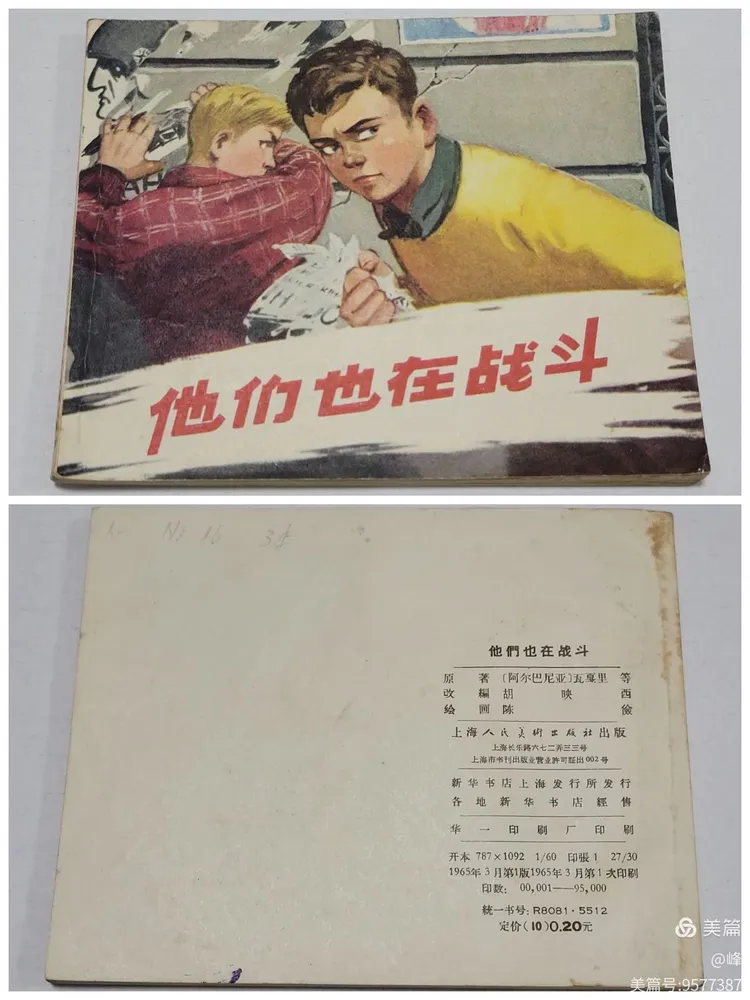 他们也在战斗
他們也在战斗
原著〔阿尔巴尼亚〕瓦戛里 等
改編 胡映西
绘画 陈俭
上海人民美術出版社出版
上海长乐路六七二弄三三号
上海市书刊出版业营业許可証出002号
新华书店上海发行所发行
各地新华书店經售
华一印刷厂印刷
开本 787×1092 1/60 印張1 27/30
1965年3月第1版1965年3月第1次印刷
印数: 00,001—95,000
統一书号: R8081·5512
定价(10)0.20元
美篇
@峰
美篇号:9577387